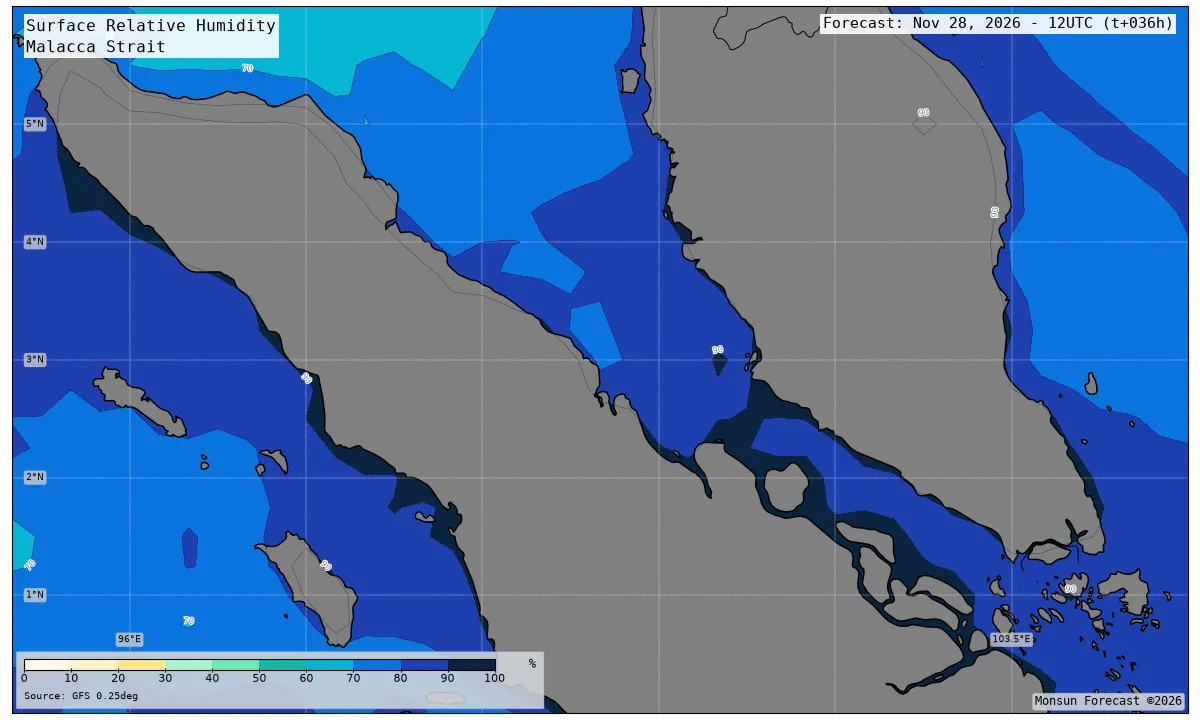 Surface Relative Humidity
Malacca Strait
Forecast: Nov 28, 2026 - 12UTC (t+036h)
70
90
5°N
90
4°N
90
3°N
90
2°N
90
70
90
1°N
70
96°E
103.5°E
%
0 10 20 30 40 50 60 70 80 90 100
Source: GFS 0.25deg
Monsun Forecast ©2026